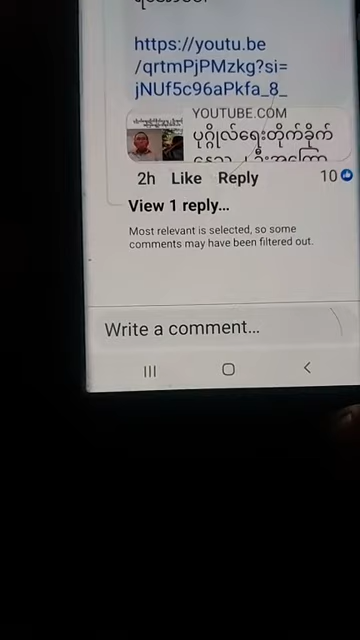 https://youtu.be
/qrtmPjPMzkg?si=
jNUf5c96aPkfa_8_
YOUTUBE.COM
ပုဂ္ဂိုလ်ရေးတိုက်ခိုက်
2h Like Reply 10
View 1 reply...
Most relevant is selected, so some
comments may have been filtered out.
Write a comment...